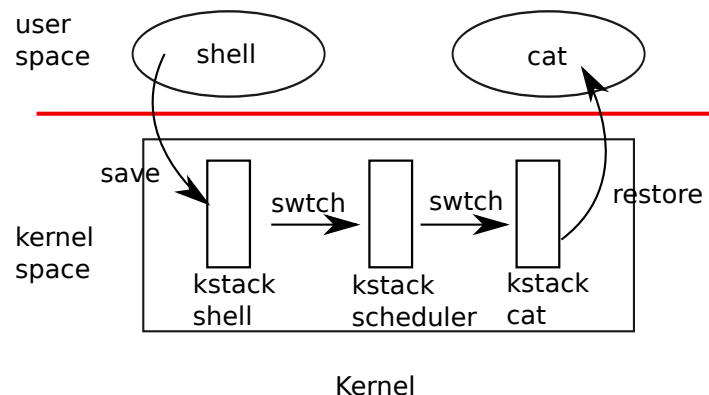 user
space
shell
cat
save
swtch
swtch
restore
kernel
space
kstack
shell
kstack
scheduler
kstack
cat
Kernel